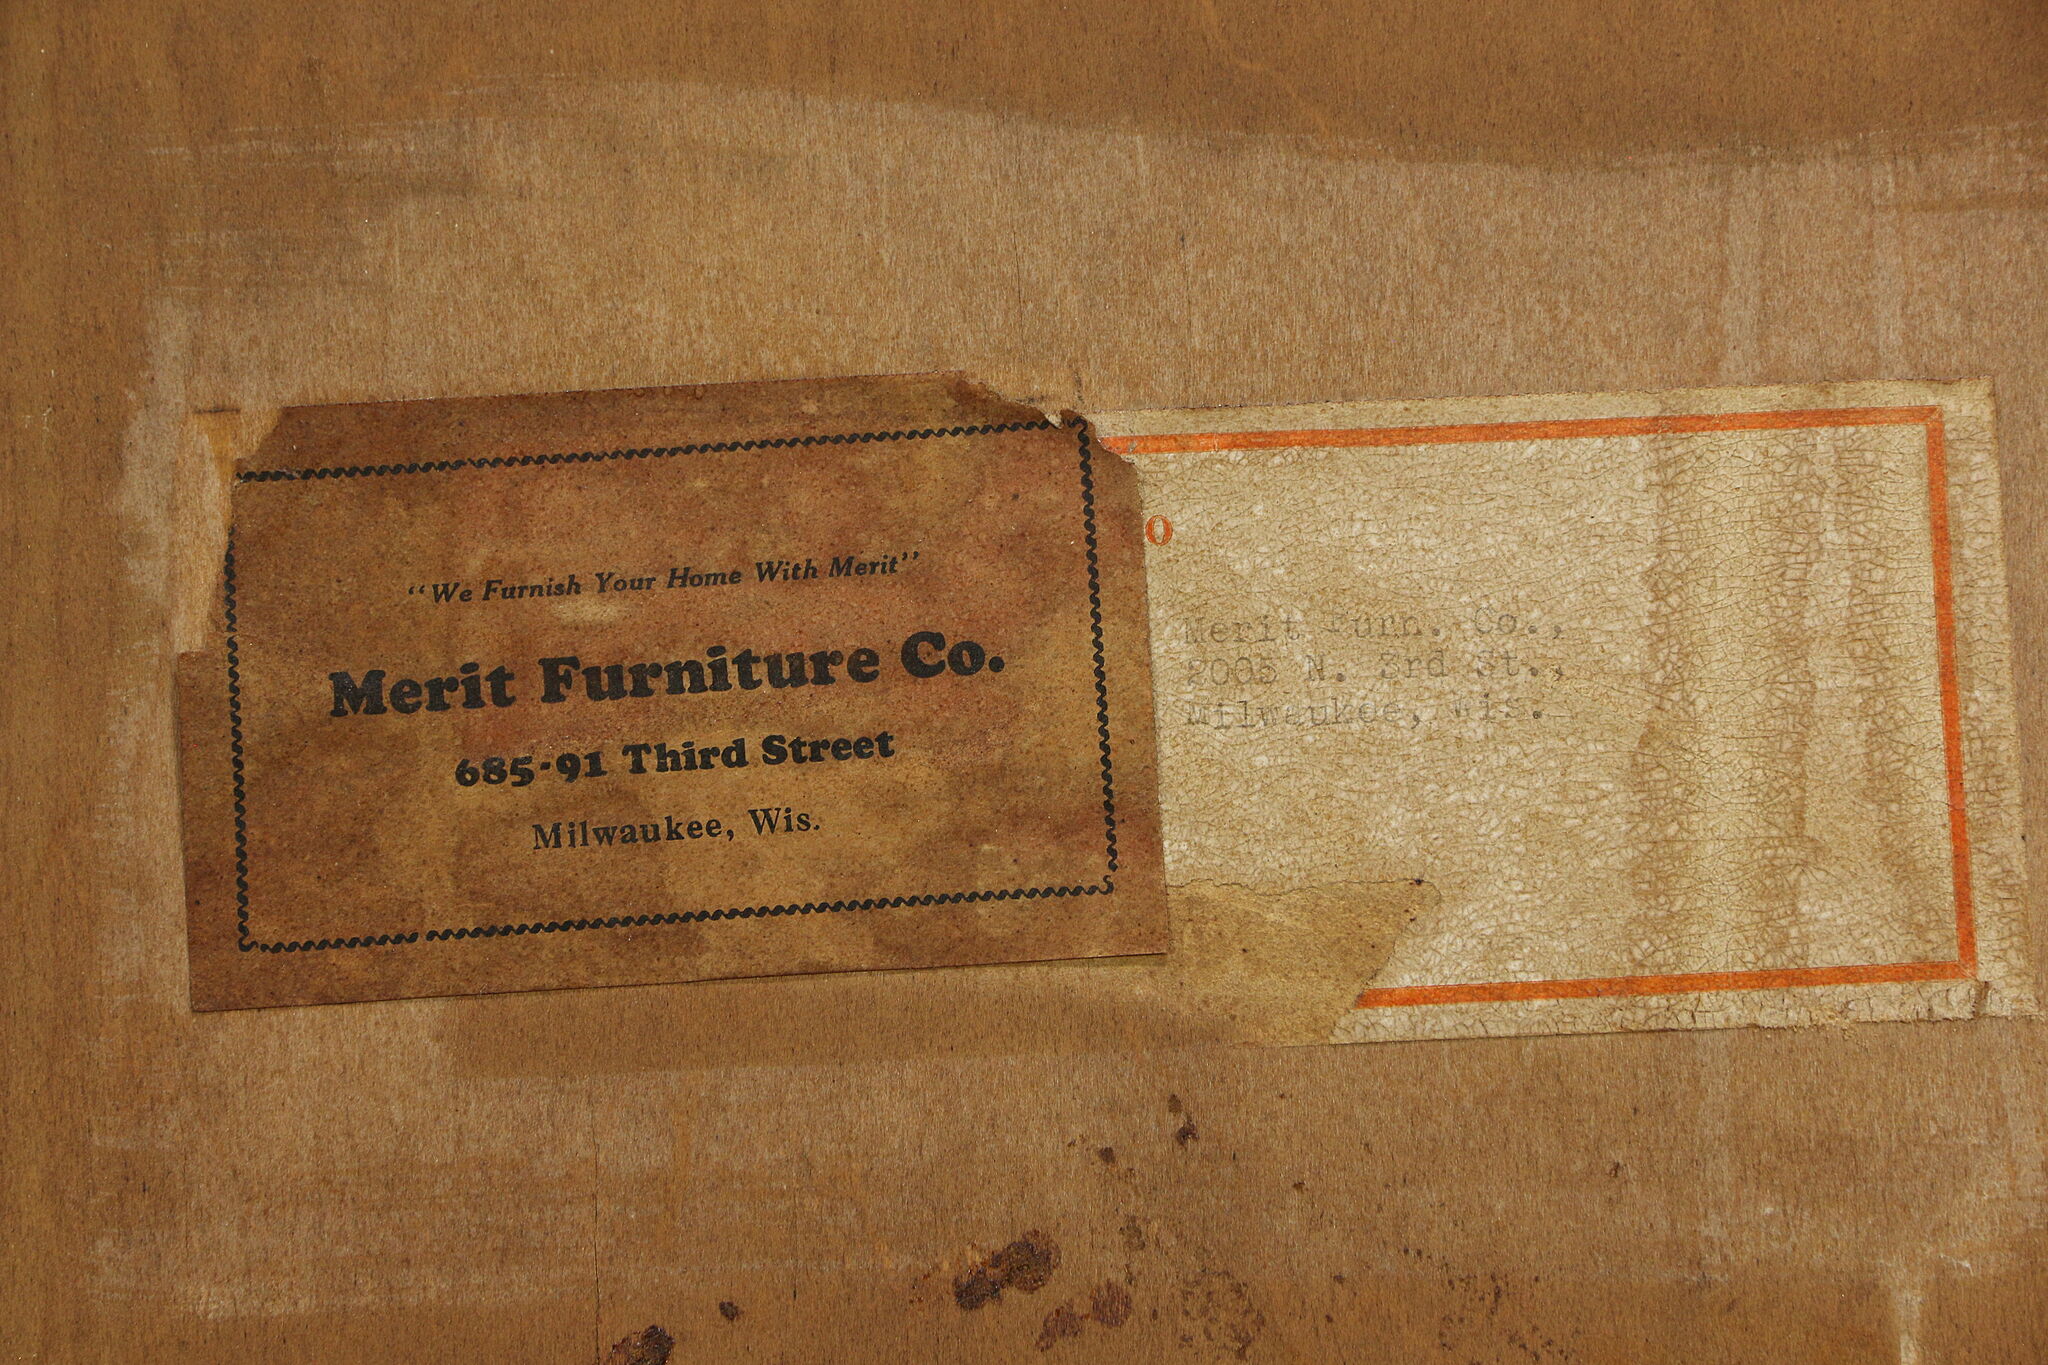 “We Furnish Your Home With Merit”
Merit Furniture Co.
685-91 Third Street
Milwaukee, Wis.
O
Merit Furn. Co.,
2005 N. 3rd St.,
Milwaukee, Wis.